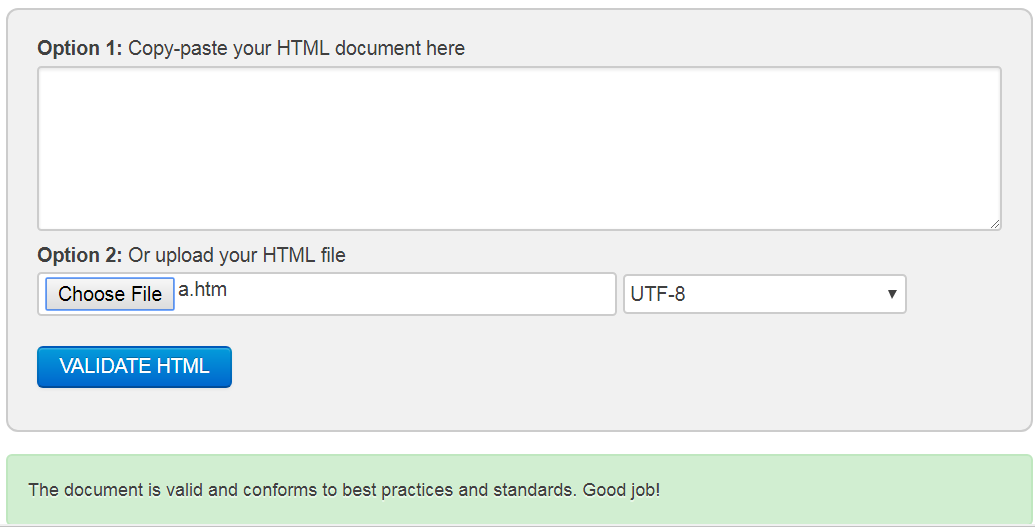 Option 1: Copy-paste your HTML document here
Option 2: Or upload your HTML file
Choose File a.htm UTF-8
VALIDATE HTML
The document is valid and conforms to best practices and standards. Good job!